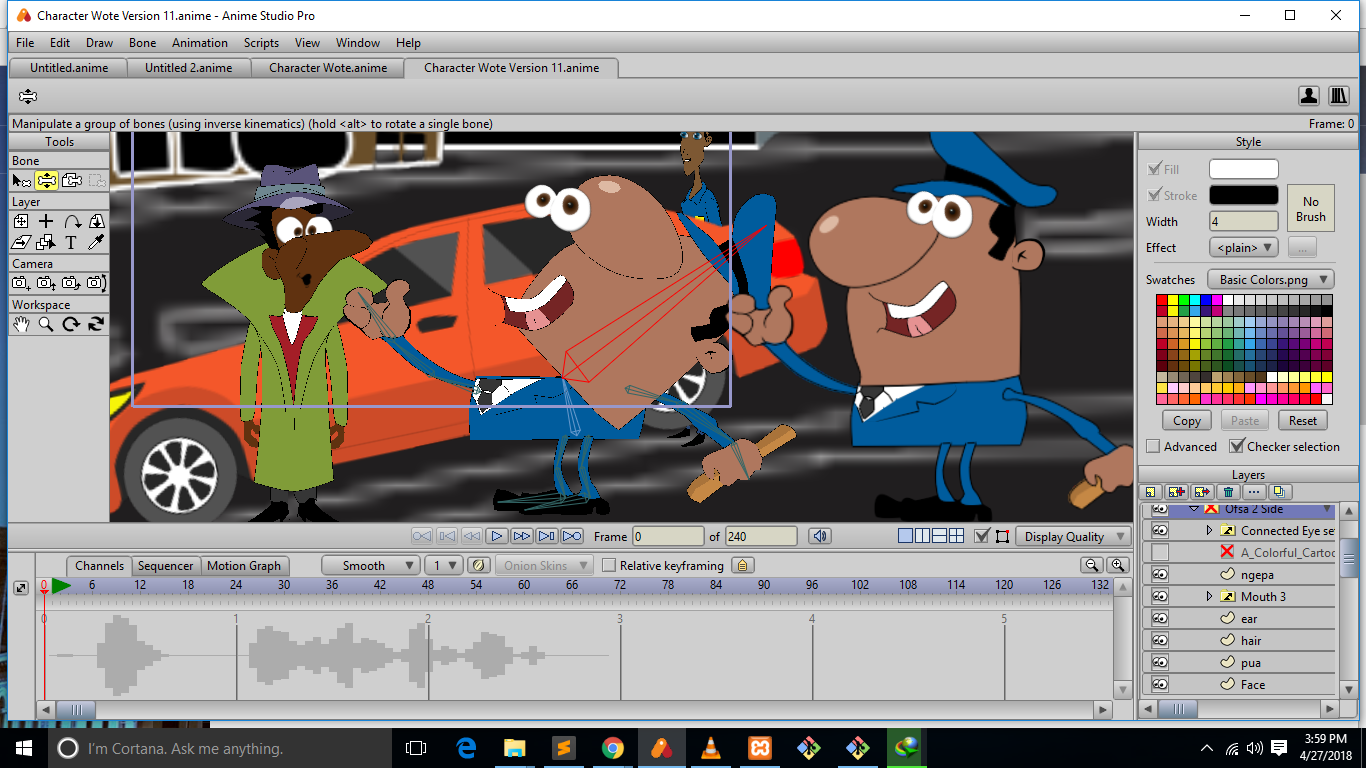 Character Wote Version 11.anime - Anime Studio Pro
File Edit Draw Bone Animation Scripts View Window Help
Untitled.anime Untitled 2.anime Character Wote.anime Character Wote Version 11.anime
Manipulate a group of bones (using inverse kinematics) (hold <alt> to rotate a single bone) Frame: 0
Tools
Bone
Layer
T
Camera
Workspace
Style
Fill
Stroke
No
Brush
Width 4
Effect <plain> ...
Swatches Basic Colors.png
Copy Paste Reset
Advanced Checker selection
Layers
Ofsa 2 Side
Connected Eye se
A_Colorful_Cartoo
ngepa
Mouth 3
ear
hair
pua
Face
Frame 0 of 240 Display Quality
Channels Sequencer Motion Graph Smooth 1 Onion Skins Relative keyframing
0 6 12 18 24 30 36 42 48 54 60 66 72 78 84 90 96 102 108 114 120 126 132
0 1 2 3 4 5
I'm Cortana. Ask me anything.
3:59 PM
4/27/2018